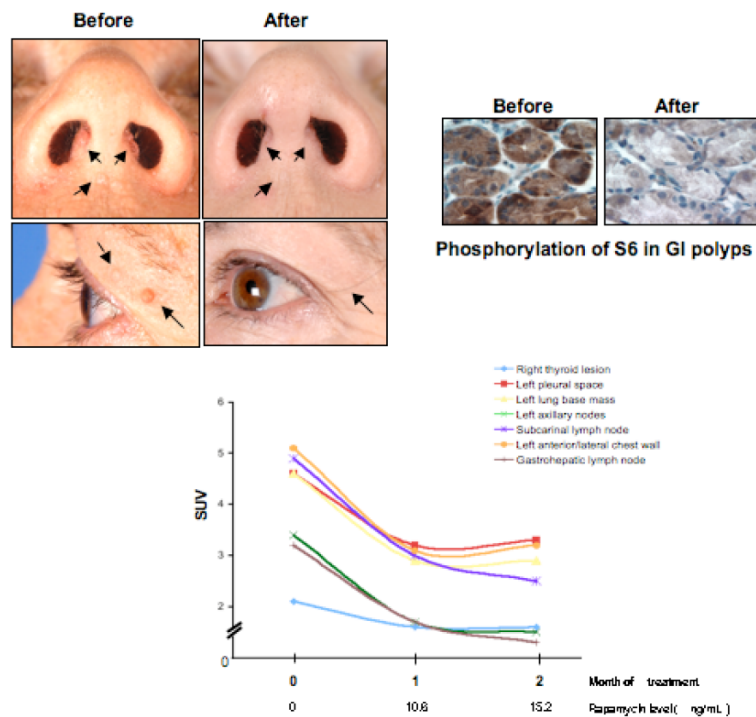 Before After
Before After
Phosphorylation of S6 in GI polyps
Right thyroid lesion
Left pleural space
Left lung base mass
Left axillary nodes
Subcarinal lymph node
Left anterior/lateral chest wall
Gastrohepatic lymph node
6
5
4
3
2
0
SUV
0 1 2 Month of treatment
0 10.6 15.2 Rapamycin level( ng/mL )